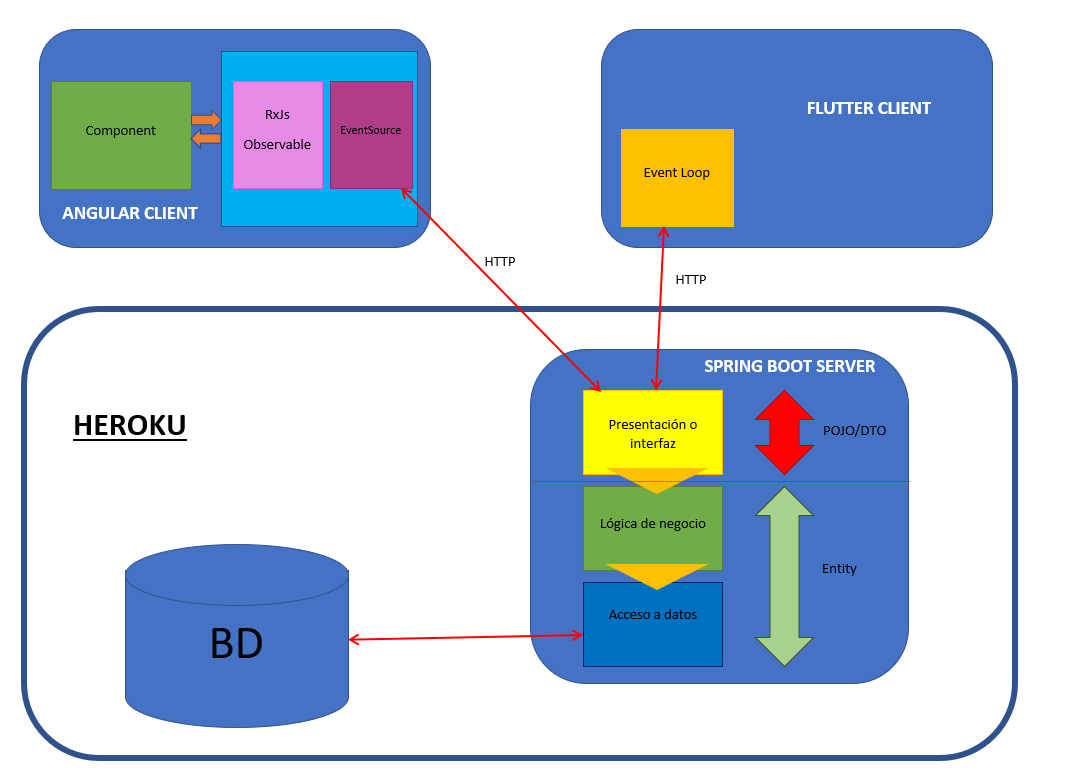 Component
RxJs
Observable
EventSource
ANGULAR CLIENT
FLUTTER CLIENT
Event Loop
HTTP
HTTP
HEROKU
SPRING BOOT SERVER
Presentación o
interfaz
POJO/DTO
Lógica de negocio
Entity
Acceso a datos
BD